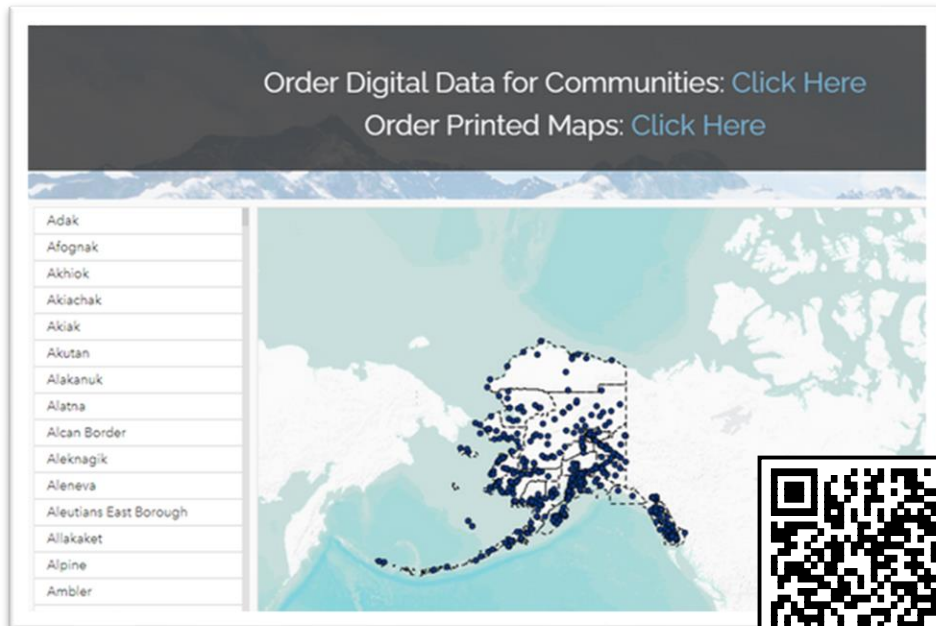 Order Digital Data for Communities: Click Here
Order Printed Maps: Click Here
Adak
Afognak
Akhiok
Akiachak
Akiak
Akutan
Alakanuk
Alatna
Alcan Border
Aleknagik
Aleneva
Aleutians East Borough
Allakaket
Alpine
Ambler